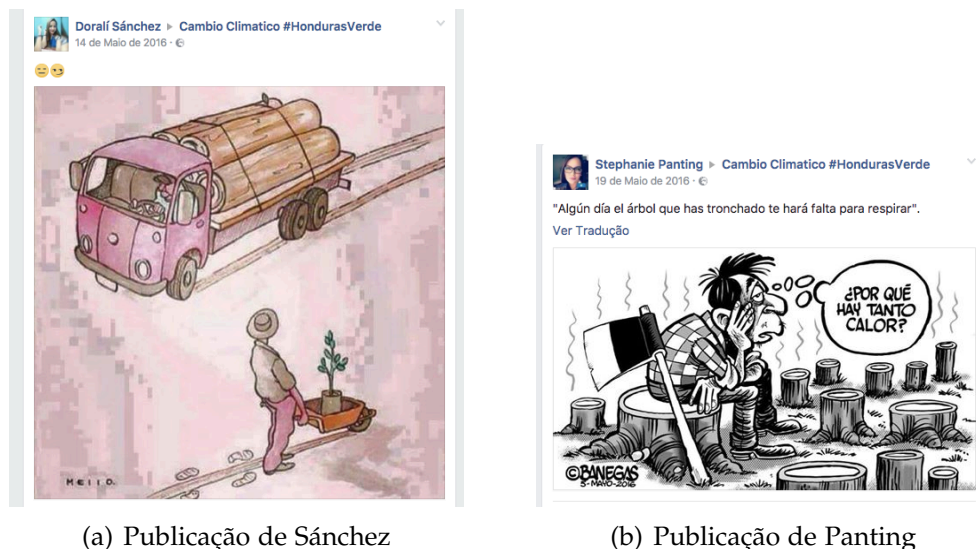 Doralí Sánchez ▸ Cambio Climatico #HondurasVerde
14 de Maio de 2016 ·
MELLO.
(a) Publicação de Sánchez
Stephanie Panting ▸ Cambio Climatico #HondurasVerde
19 de Maio de 2016 ·
"Algún día el árbol que has tronchado te hará falta para respirar".
Ver Tradução
¿POR QUÉ
HAY TANTO
CALOR?
©BANEGAS
5-MAYO-2016
(b) Publicação de Panting